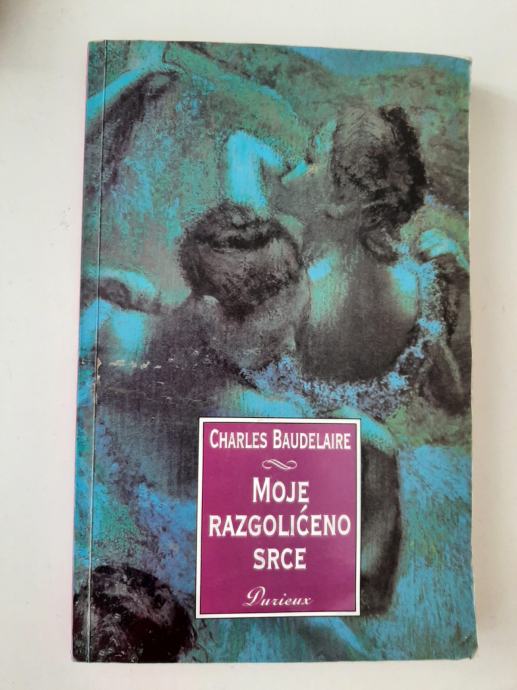 CHARLES BAUDELAIRE
MOJE
RAZGOLIĆENO
SRCE
Durieux